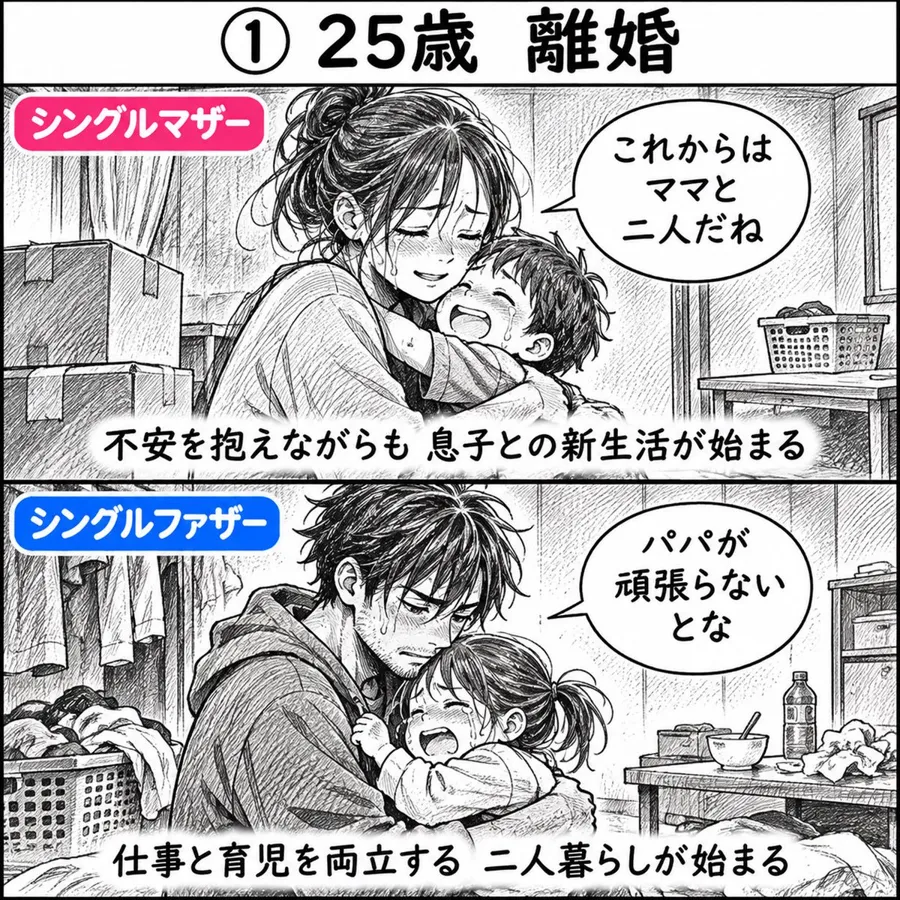 ① 25歳 離婚
シングルマザー
これからは
ママと
二人だね
不安を抱えながらも 息子との新生活が始まる
シングルファザー
パパが
頑張らない
とな
仕事と育児を両立する 二人暮らしが始まる